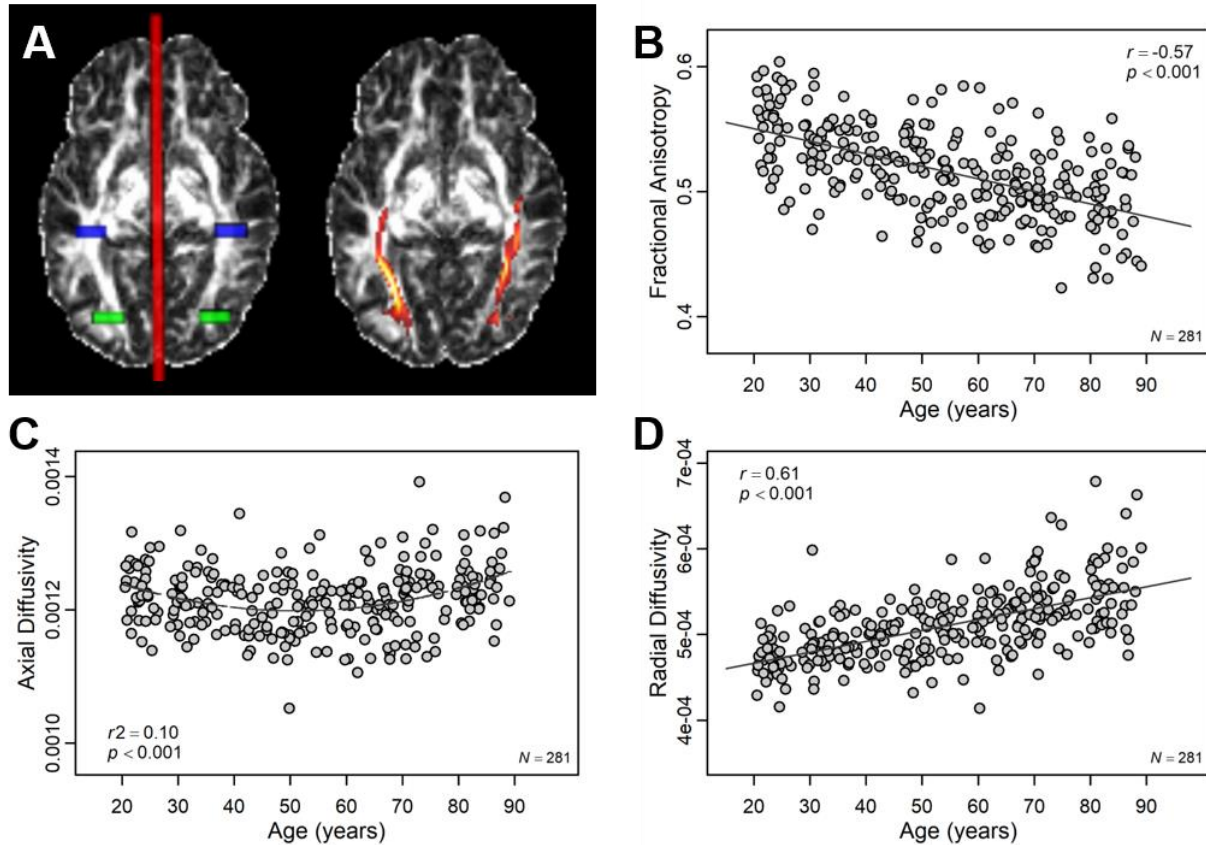 A
B
r = -0.57
p < 0.001
Fractional Anisotropy
0.6
0.5
0.4
N = 281
20 30 40 50 60 70 80 90
Age (years)
C
Axial Diffusivity
0.0014
0.0012
0.0010
r2 = 0.10
p < 0.001
N = 281
20 30 40 50 60 70 80 90
Age (years)
D
r = 0.61
p < 0.001
Radial Diffusivity
7e-04
6e-04
5e-04
4e-04
N = 281
20 30 40 50 60 70 80 90
Age (years)